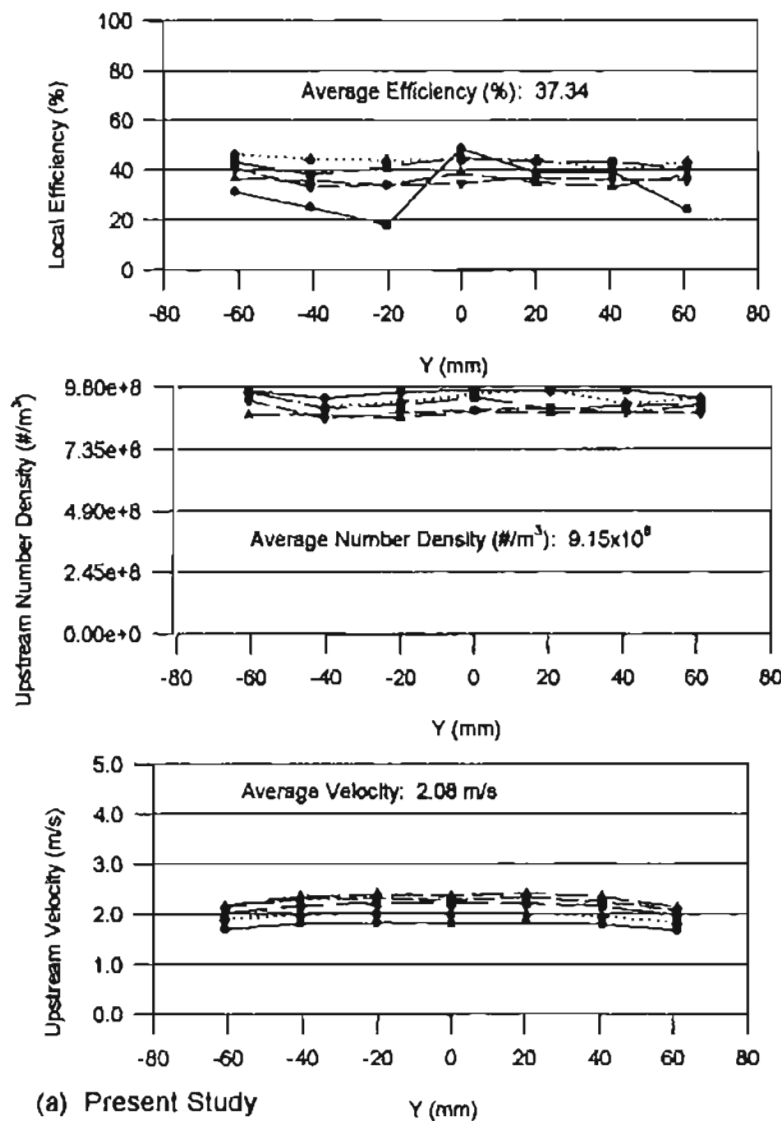 100
80
60
40
20
0
Local Efficiency (%)
Average Efficiency (%): 37.34
-80 -60 -40 -20 0 20 40 60 80
Y (mm)
9.80e+8
7.35e+8
4.90e+8
2.45e+8
0.00e+0
Upstream Number Density (#/m³)
Average Number Density (#/m³): 9.15x10⁸
-80 -60 -40 -20 0 20 40 60 80
Y (mm)
5.0
4.0
3.0
2.0
1.0
0.0
Upstream Velocity (m/s)
Average Velocity: 2.08 m/s
-80 -60 -40 -20 0 20 40 60 80
Y (mm)
(a) Present Study